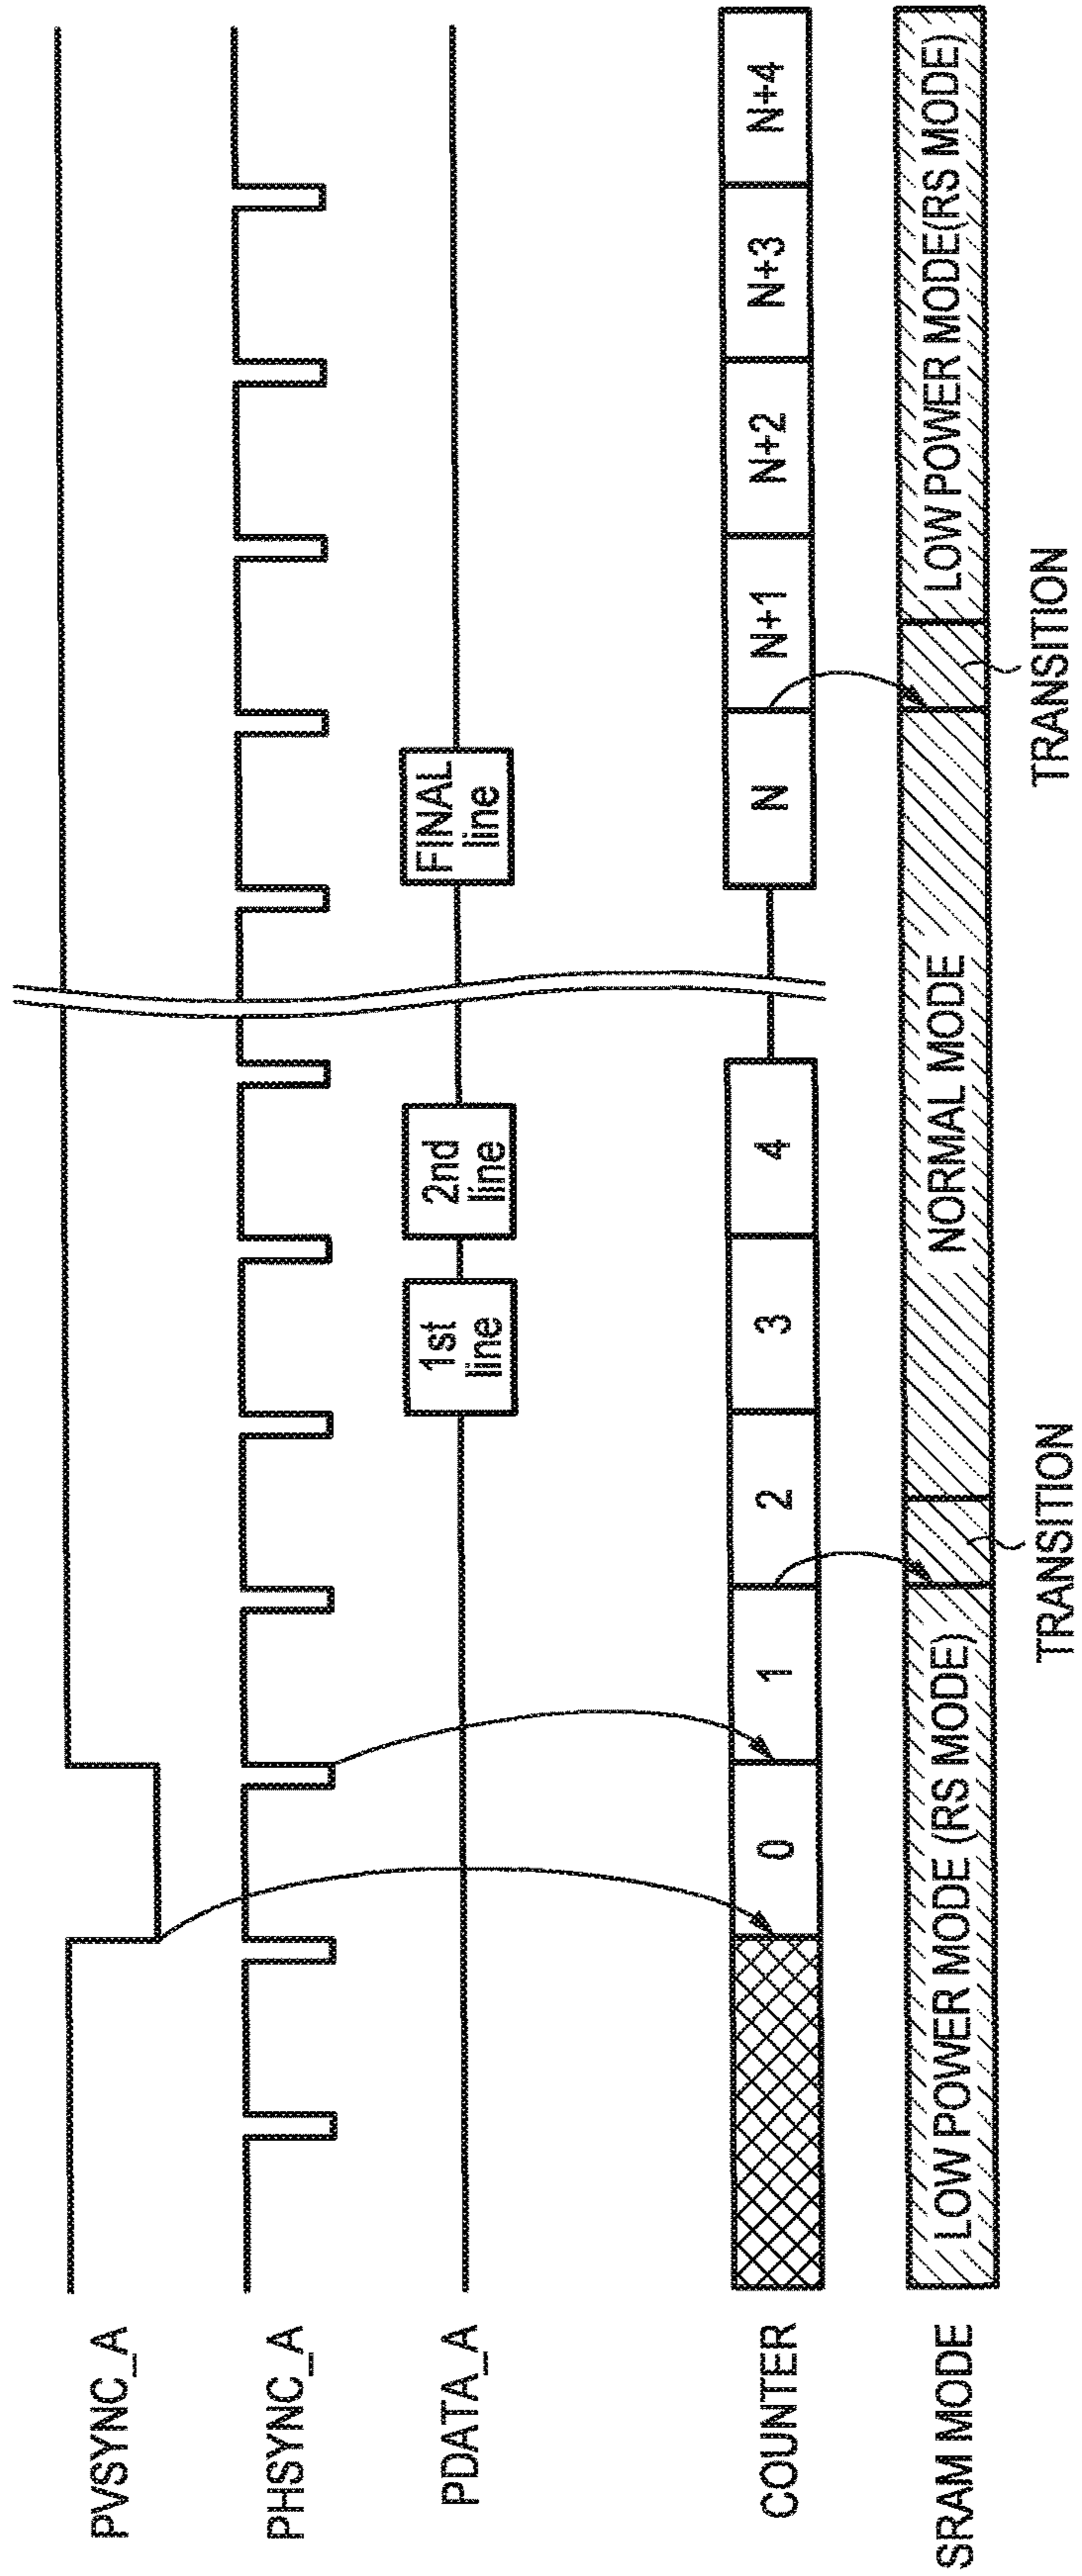 PVSYNC_A
PHSYNC_A
PDATA_A
1st
line
2nd
line
FINAL
line
COUNTER
0
1
2
3
4
N
N+1
N+2
N+3
N+4
SRAM MODE
LOW POWER MODE (RS MODE)
NORMAL MODE
LOW POWER MODE(RS MODE)
TRANSITION
TRANSITION